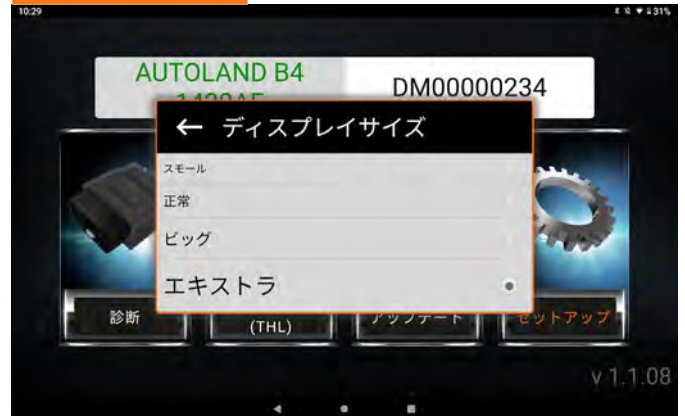 10:29
31%
AUTOLAND B4
DM00000234
← ディスプレイサイズ
スモール
正常
ビッグ
エキストラ
診断
(THL)
アップデート
セットアップ
v 1.1.08